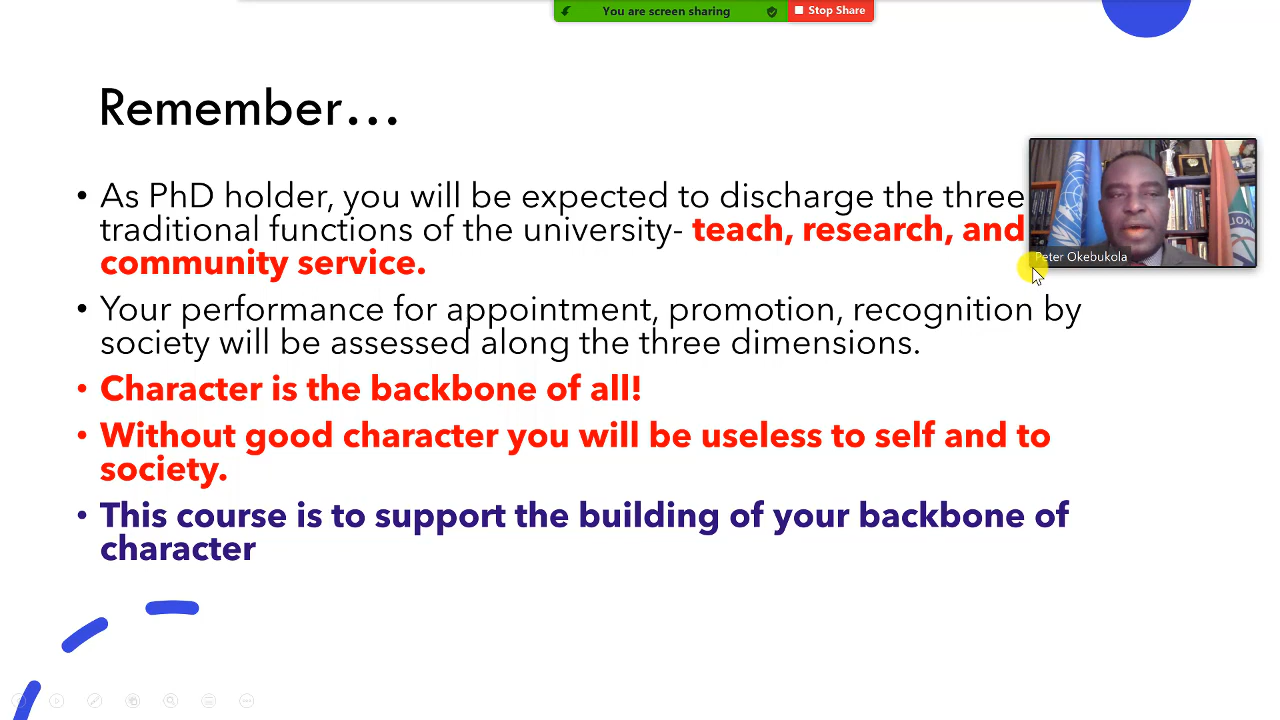 You are screen sharing
Stop Share
Remember...
• As PhD holder, you will be expected to discharge the three
traditional functions of the university- teach, research, and
community service.
Peter Okebukola
• Your performance for appointment, promotion, recognition by
society will be assessed along the three dimensions.
• Character is the backbone of all!
• Without good character you will be useless to self and to
society.
• This course is to support the building of your backbone of
character